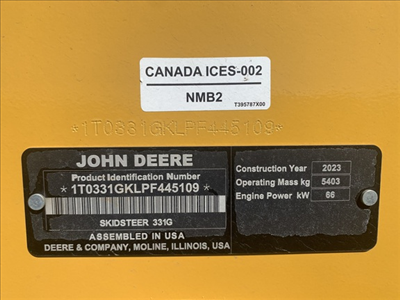 CANADA ICES-002
NMB2
T395787X00
*1T0331GKLPF445109*
JOHN DEERE
Product Identification Number
*1T0331GKLPF445109*
SKIDSTEER 331G
ASSEMBLED IN USA
DEERE & COMPANY, MOLINE, ILLINOIS, USA
Construction Year 2023
Operating Mass kg 5403
Engine Power kW 66